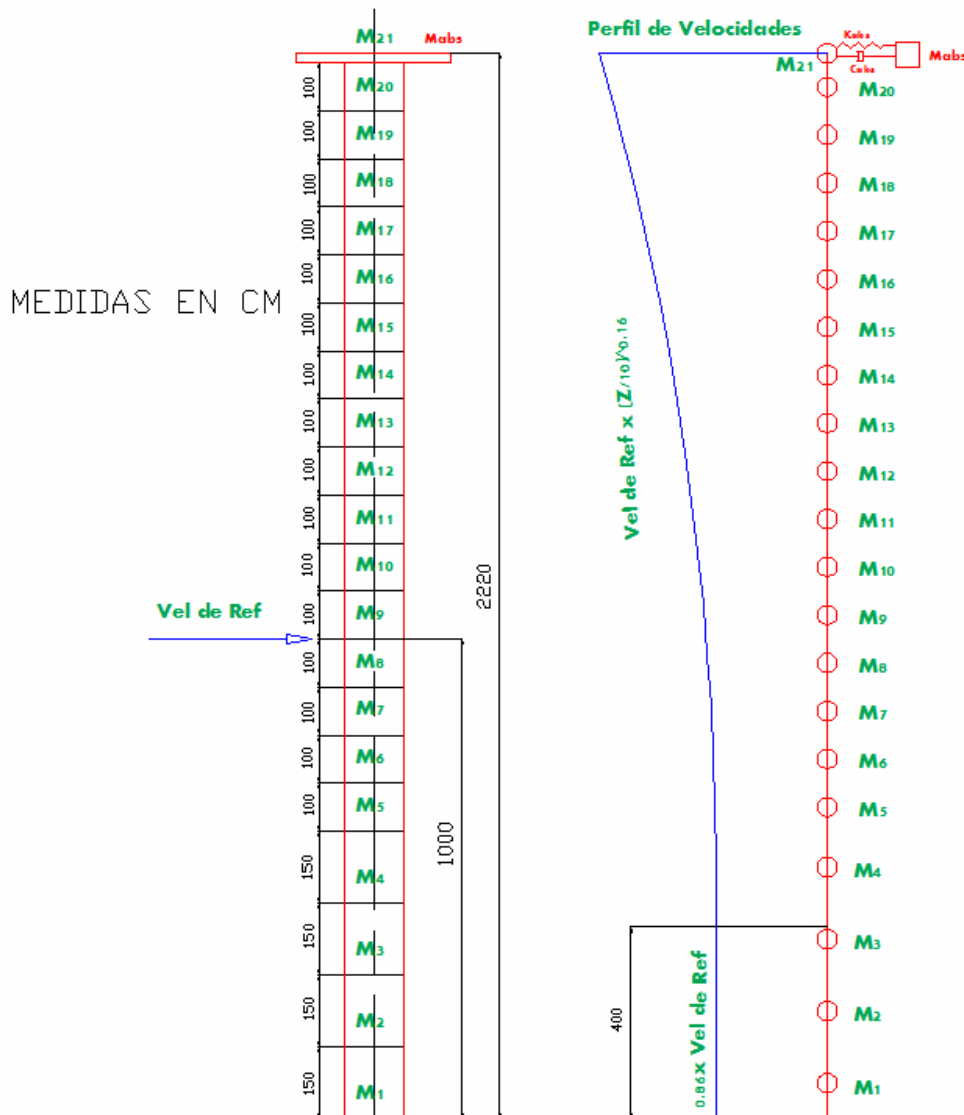 M21
Mabs
M20
100
M19
100
M18
100
M17
100
M16
100
MEDIDAS EN CM
M15
100
M14
100
M13
100
M12
100
M11
100
M10
100
M9
100
Vel de Ref
M8
100
M7
100
M6
100
M5
100
M4
150
M3
150
M2
150
M1
150
1000
2220
Perfil de Velocidades
M21
Mabs
M20
M19
M18
M17
M16
M15
M14
M13
M12
M11
M10
M9
M8
M7
M6
M5
M4
M3
M2
M1
Vel de Ref x [Z/10]^0.16
0.86x Vel de Ref
400